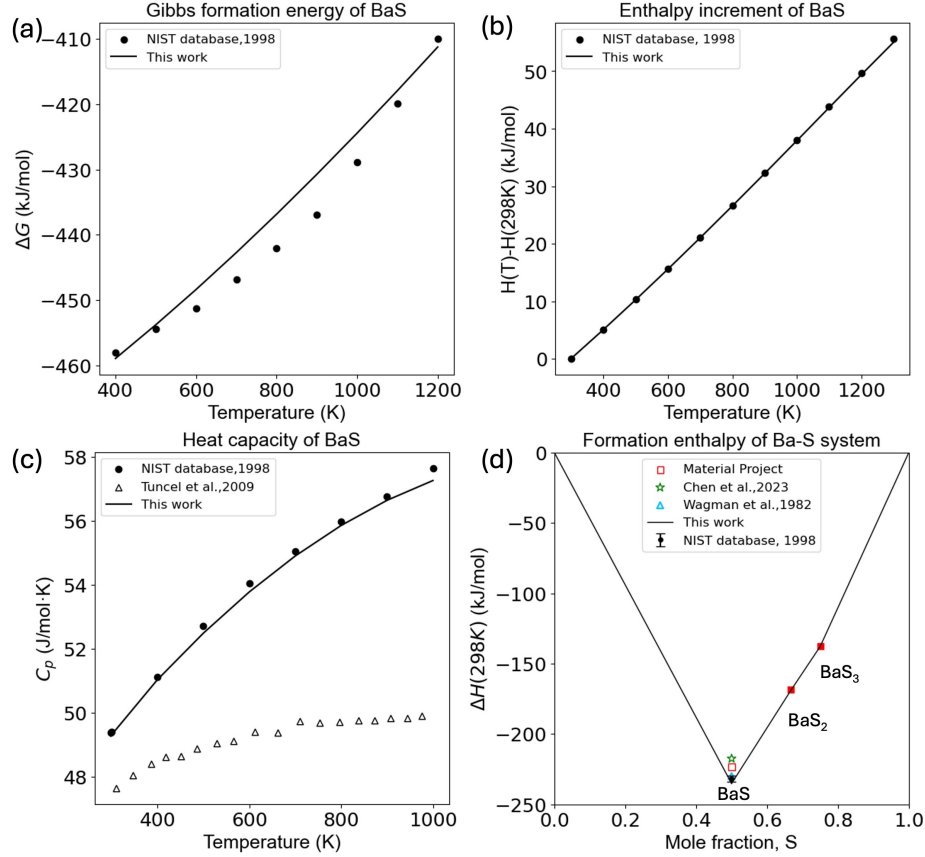 (a)
Gibbs formation energy of BaS
NIST database,1998
This work
−410
−420
−430
−440
−450
−460
ΔG (kJ/mol)
400
600
800
1000
1200
Temperature (K)
(b)
Enthalpy increment of BaS
NIST database, 1998
This work
50
40
30
20
10
0
H(T)-H(298K) (kJ/mol)
400
600
800
1000
1200
Temperature (K)
(c)
Heat capacity of BaS
NIST database,1998
Tuncel et al.,2009
This work
58
56
54
52
50
48
Cₚ (J/mol·K)
400
600
800
1000
Temperature (K)
(d)
Formation enthalpy of Ba-S system
Material Project
Chen et al.,2023
Wagman et al.,1982
This work
NIST database, 1998
0
−50
−100
−150
−200
−250
ΔH(298K) (kJ/mol)
BaS₃
BaS₂
BaS
0.0
0.2
0.4
0.6
0.8
1.0
Mole fraction, S